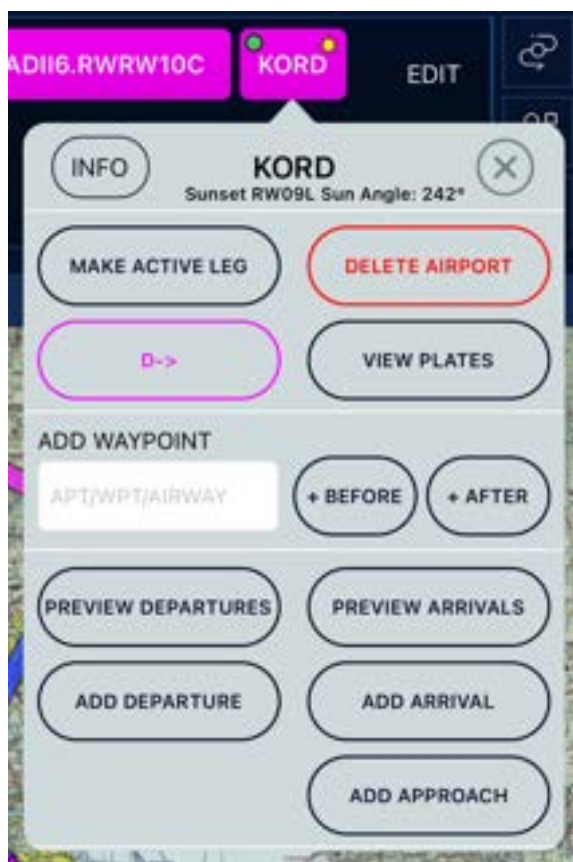 ADII6.RWRW10C
KORD
EDIT
INFO
KORD
Sunset RW09L Sun Angle: 242°
MAKE ACTIVE LEG
DELETE AIRPORT
D->
VIEW PLATES
ADD WAYPOINT
APT/WPT/AIRWAY
+ BEFORE
+ AFTER
PREVIEW DEPARTURES
PREVIEW ARRIVALS
ADD DEPARTURE
ADD ARRIVAL
ADD APPROACH